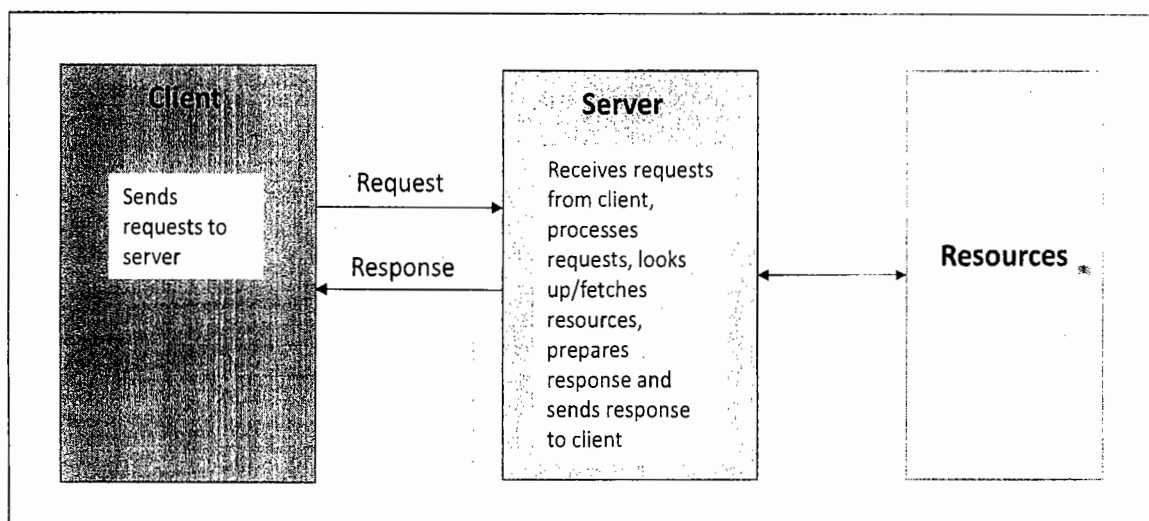 Client
Sends
requests to
server
Request
Response
Server
Receives requests
from client,
processes
requests, looks
up/fetches
resources,
prepares
response and
sends response
to client
Resources